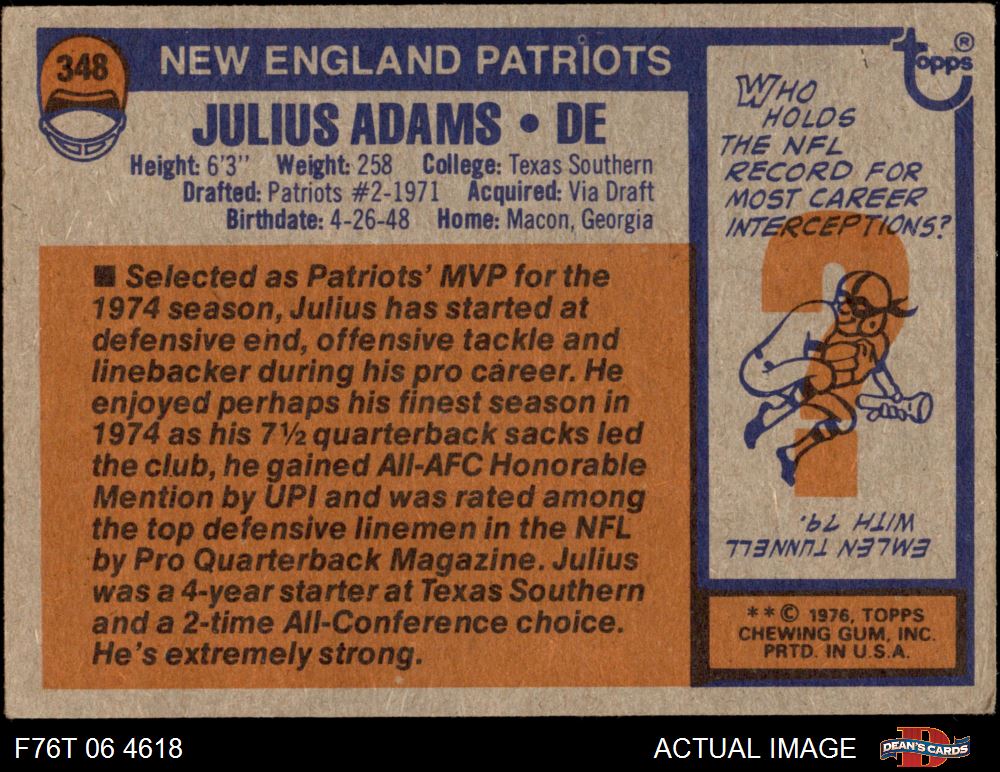 348
NEW ENGLAND PATRIOTS
JULIUS ADAMS • DE
Height: 6'3" Weight: 258 College: Texas Southern
Drafted: Patriots #2-1971 Acquired: Via Draft
Birthdate: 4-26-48 Home: Macon, Georgia
■ Selected as Patriots' MVP for the
1974 season, Julius has started at
defensive end, offensive tackle and
linebacker during his pro career. He
enjoyed perhaps his finest season in
1974 as his 7½ quarterback sacks led
the club, he gained All-AFC Honorable
Mention by UPI and was rated among
the top defensive linemen in the NFL
by Pro Quarterback Magazine. Julius
was a 4-year starter at Texas Southern
and a 2-time All-Conference choice.
He's extremely strong.
topps®
WHO
HOLDS
THE NFL
RECORD FOR
MOST CAREER
INTERCEPTIONS?
?
EMLEN TUNNELL
WITH 79.
**© 1976, TOPPS
CHEWING GUM, INC.
PRTD. IN U.S.A.
F76T 06 4618
ACTUAL IMAGE
D
DEAN'S CARDS